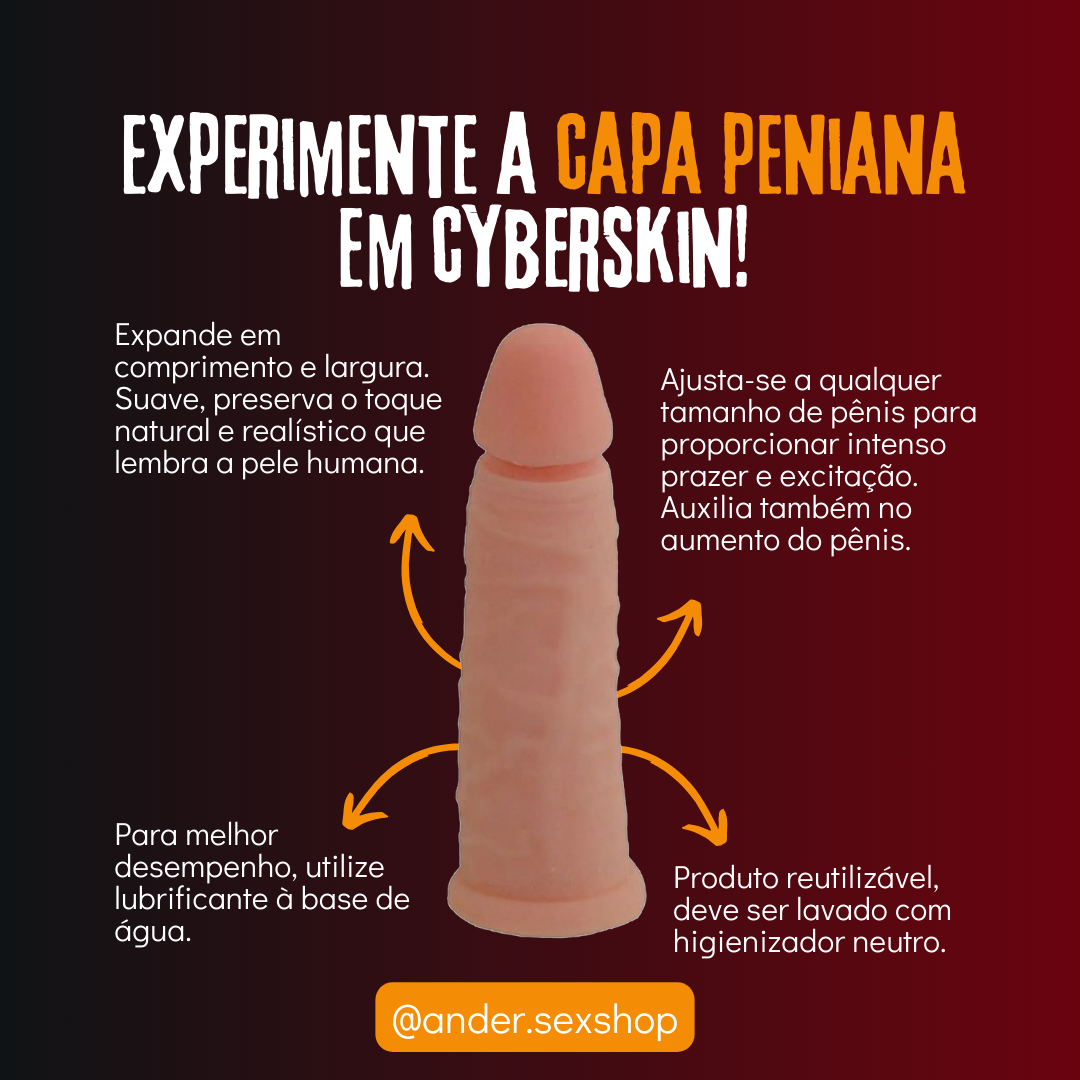 EXPERIMENTE A CAPA PENIANA
EM CYBERSKIN!
Expande em
comprimento e largura.
Suave, preserva o toque
natural e realístico que
lembra a pele humana.
Ajusta-se a qualquer
tamanho de pênis para
proporcionar intenso
prazer e excitação.
Auxilia também no
aumento do pênis.
Para melhor
desempenho, utilize
lubrificante à base de
água.
Produto reutilizável,
deve ser lavado com
higienizador neutro.
@ander.sexshop